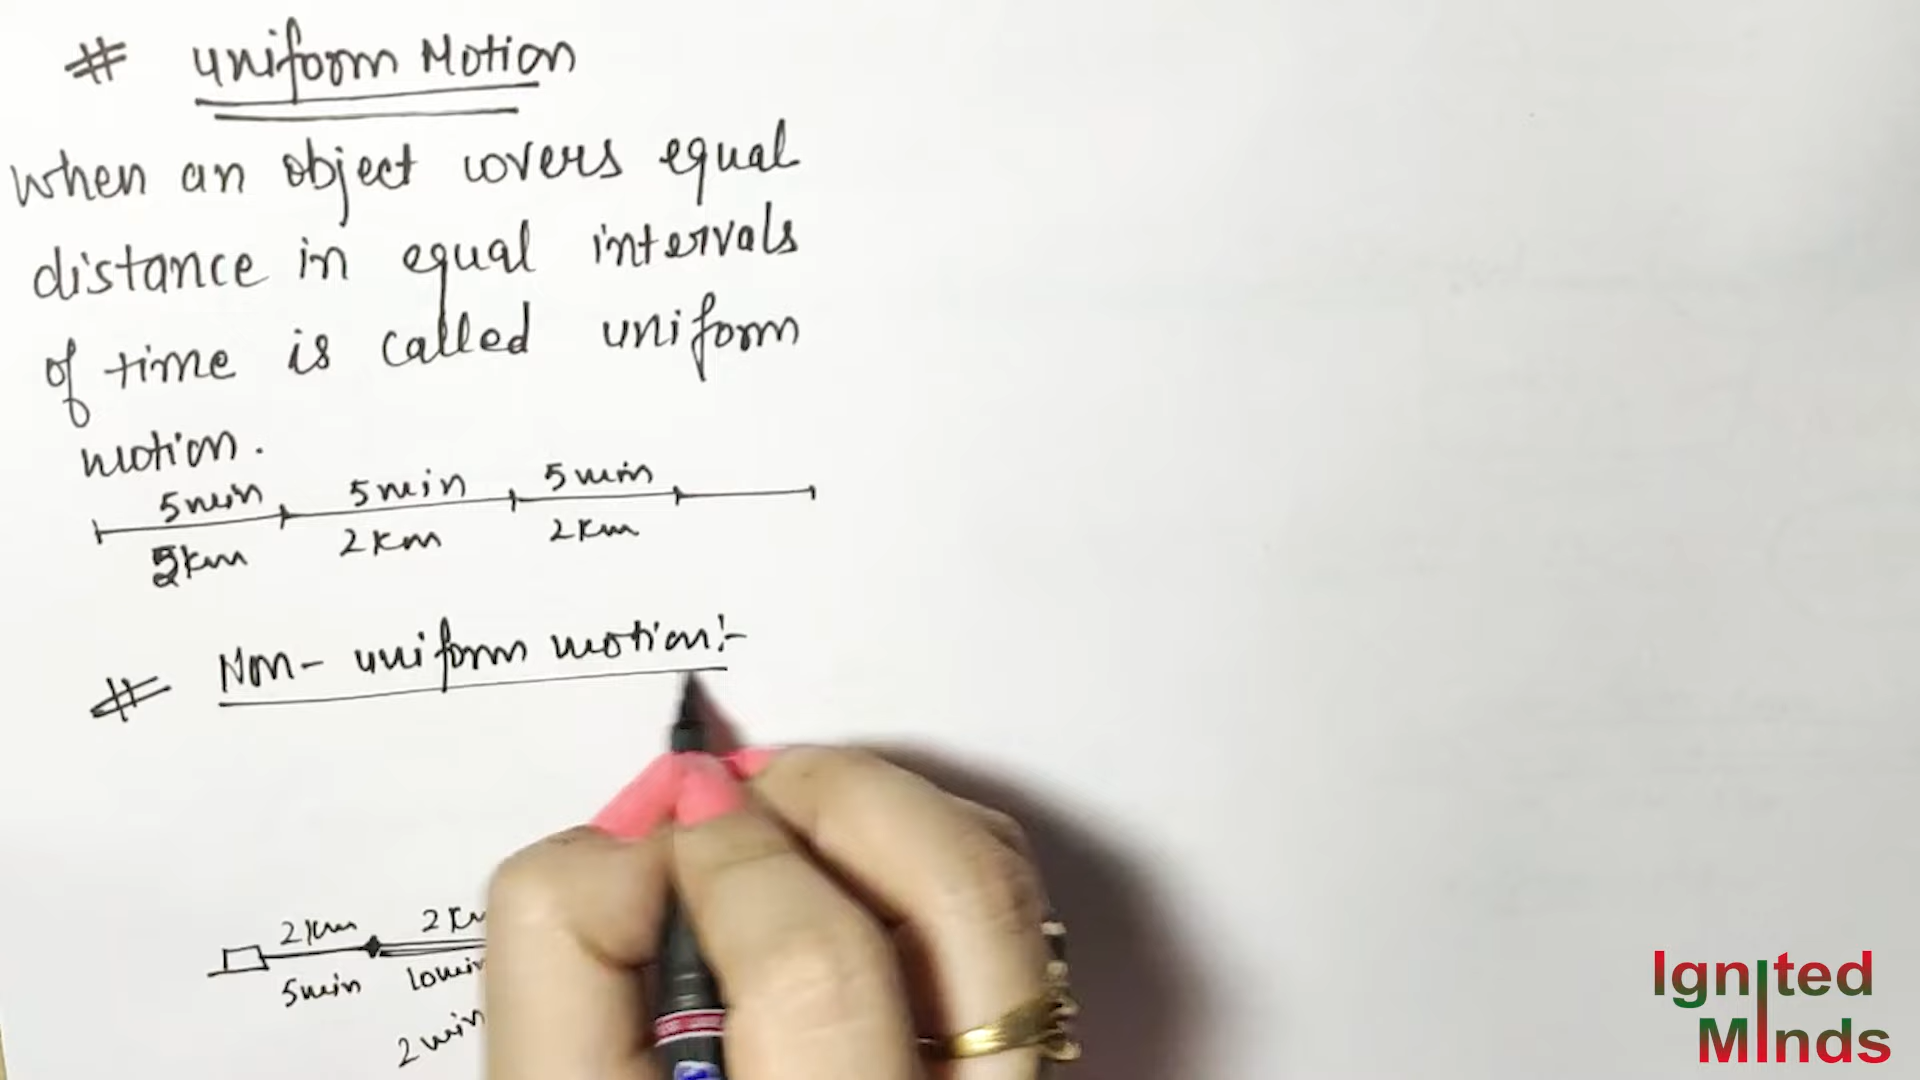 # uniform Motion
when an object covers equal
distance in equal intervals
of time is called uniform
motion.
5min 5min 5min
km 2km 2km
# Non-uniform motion:-
2km 2K
5min 10min
2min
Ignited
Minds